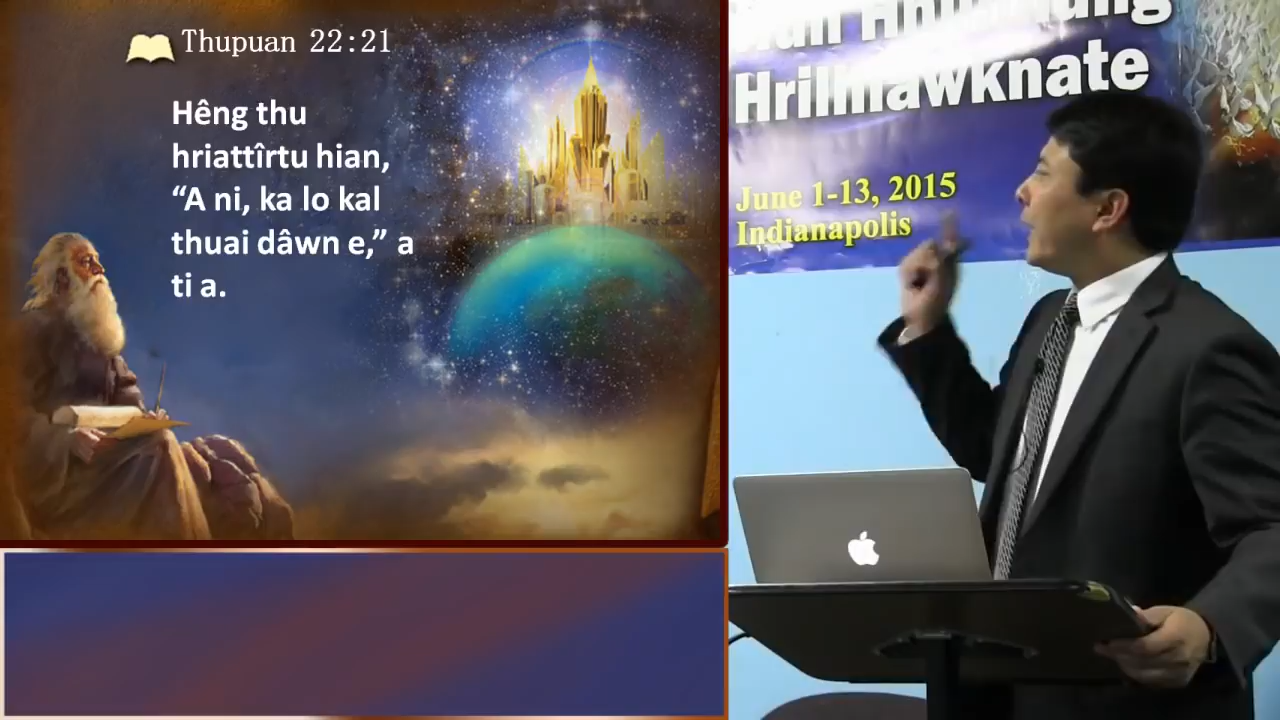 Thupuan 22:21
Hêng thu
hriattîrtu hian,
“A ni, ka lo kal
thuai dâwn e,” a
ti a.
Hrilhhawknate
June 1-13, 2015
Indianapolis